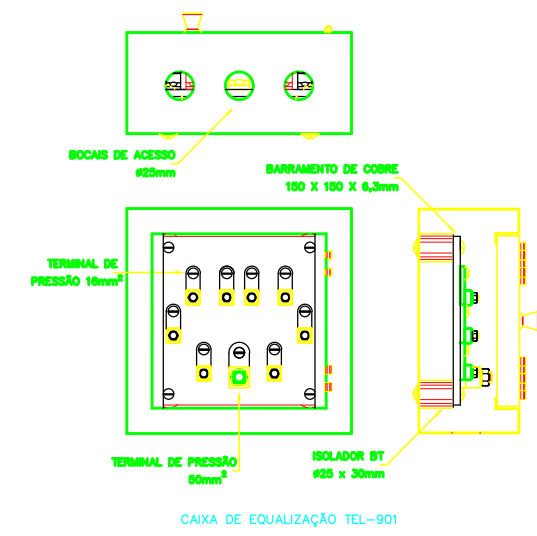 BOCAIS DE ACESSO
ø25mm
BARRAMENTO DE COBRE
150 X 150 X 6,3mm
TERMINAL DE
PRESSÃO 16mm²
TERMINAL DE PRESSÃO
50mm²
ISOLADOR BT
ø25 x 30mm
CAIXA DE EQUALIZAÇÃO TEL-901